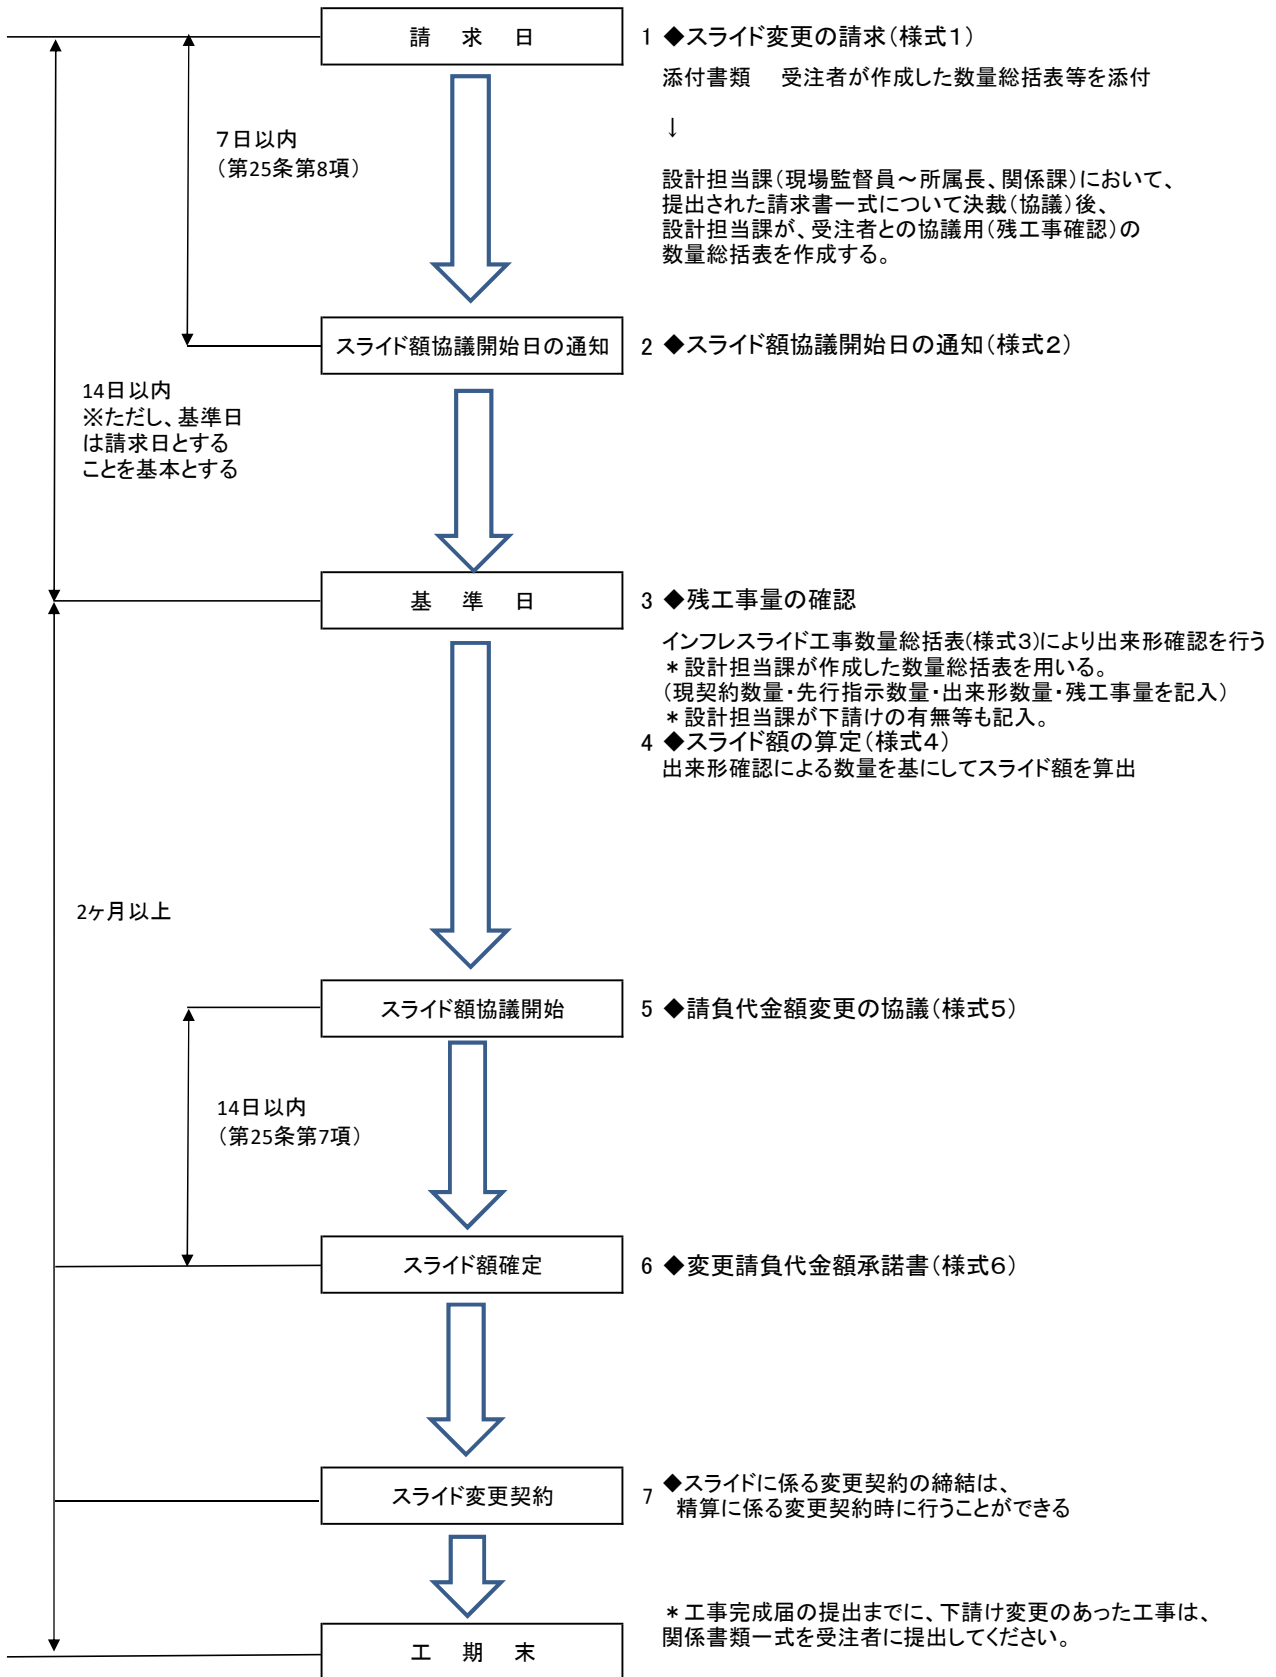 請　求　日
1 ◆スライド変更の請求(様式1)
添付書類　受注者が作成した数量総括表等を添付
↓
7日以内
(第25条第8項)
設計担当課(現場監督員～所属長、関係課)において、
提出された請求書一式について決裁(協議)後、
設計担当課が、受注者との協議用(残工事確認)の
数量総括表を作成する。
スライド額協議開始日の通知
2 ◆スライド額協議開始日の通知(様式2)
14日以内
※ただし、基準日
は請求日とする
ことを基本とする
基　準　日
3 ◆残工事量の確認
インフレスライド工事数量総括表(様式3)により出来形確認を行う
＊設計担当課が作成した数量総括表を用いる。
(現契約数量・先行指示数量・出来形数量・残工事量を記入)
＊設計担当課が下請けの有無等も記入。
4 ◆スライド額の算定(様式4)
出来形確認による数量を基にしてスライド額を算出
2ヶ月以上
スライド額協議開始
5 ◆請負代金額変更の協議(様式5)
14日以内
(第25条第7項)
スライド額確定
6 ◆変更請負代金額承諾書(様式6)
スライド変更契約
7 ◆スライドに係る変更契約の締結は、
精算に係る変更契約時に行うことができる
＊工事完成届の提出までに、下請け変更のあった工事は、
関係書類一式を受注者に提出してください。
工　期　末